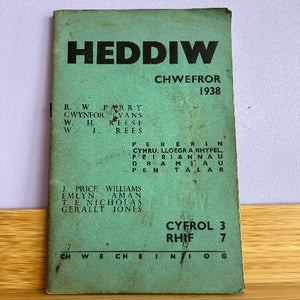 HEDDIW
CHWEFROR
1938
R. W. PARRY
GWYNFOR EVANS
W. H. REESE
W. J. REES
PERERIN
CYMRU, LLOEGR A RHYFEL,
PEIRIANNAU
DRAMIAU
PEN TALAR
J. PRICE WILLIAMS
EMLYN AMAN
T. E. NICHOLAS
GERALLT JONES
CYFROL 3
RHIF 7
CHWECHEINIOG